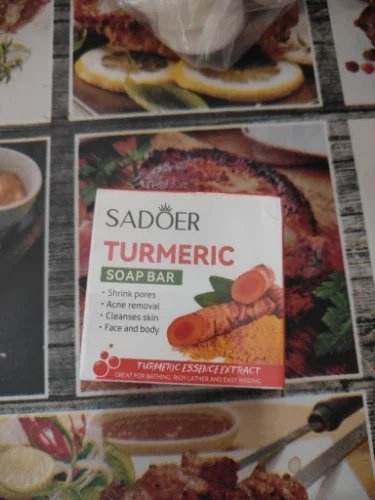 SADOER
TURMERIC
SOAP BAR
• Shrink pores
• Acne removal
• Cleanses skin
• Face and body
TURMERIC ESSENCE EXTRACT
GREAT FOR BATHING, RICH LATHER AND EASY RINSING